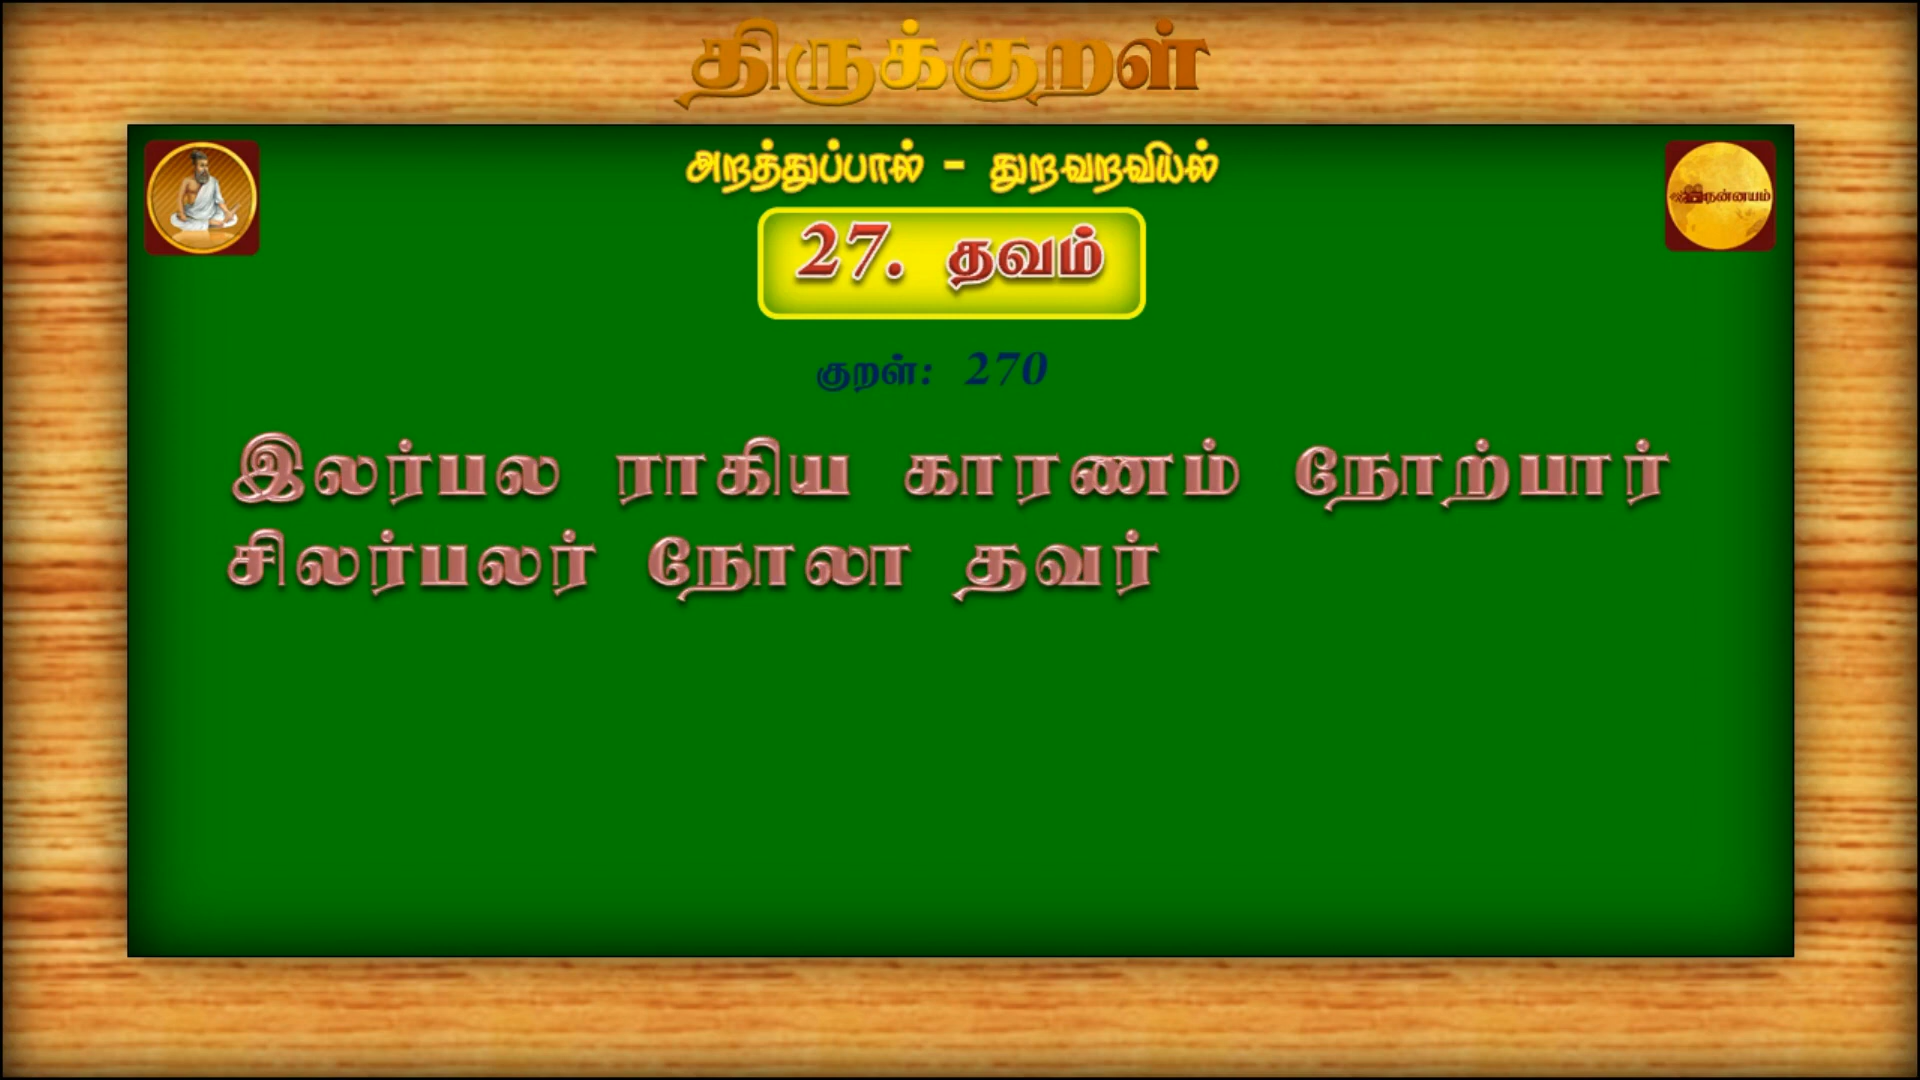 திருக்குறள்
அறத்துப்பால் - துறவறவியல்
27. தவம்
குறள்: 270
இலர்பல ராகிய காரணம் நோற்பார்
சிலர்பலர் நோலா தவர்